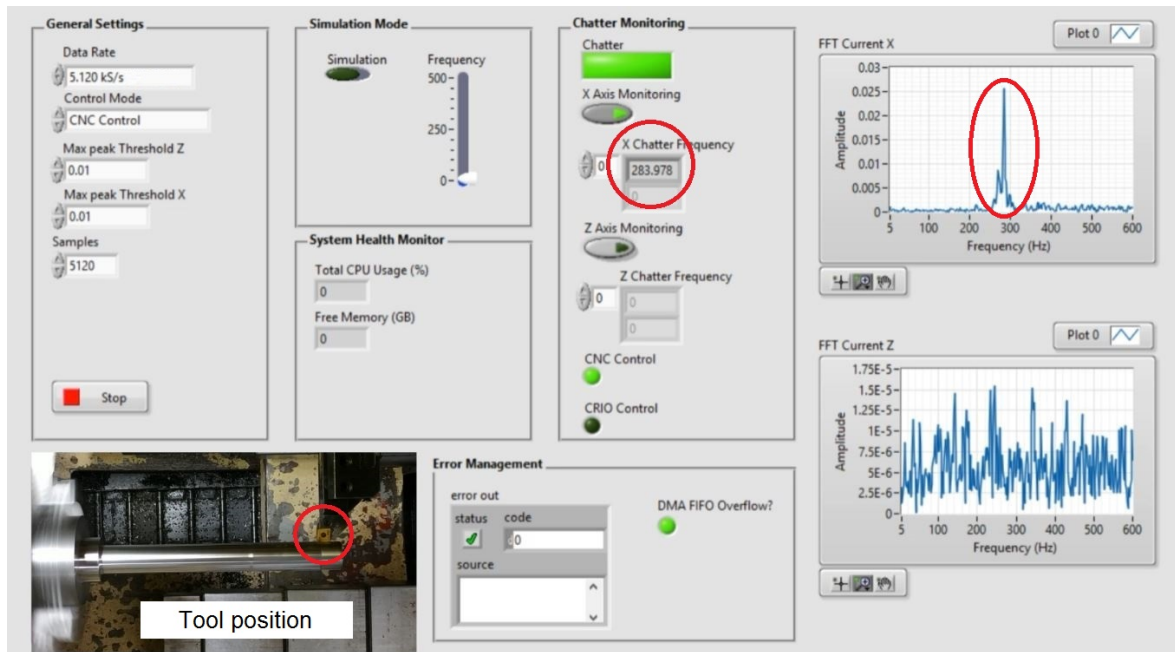 General Settings
Data Rate
5.120 kS/s
Control Mode
CNC Control
Max peak Threshold Z
0.01
Max peak Threshold X
0.01
Samples
5120
Stop
Simulation Mode
Simulation
Frequency
500
250
0
System Health Monitor
Total CPU Usage (%)
0
Free Memory (GB)
0
Chatter Monitoring
Chatter
X Axis Monitoring
X Chatter Frequency
0
283.978
0
Z Axis Monitoring
Z Chatter Frequency
0
0
0
CNC Control
CRIO Control
FFT Current X
Plot 0
0.03
0.025
0.02
0.015
0.01
0.005
0
Amplitude
5 100 200 300 400 500 600
Frequency (Hz)
FFT Current Z
Plot 0
1.75E-5
1.5E-5
1.25E-5
1E-5
7.5E-6
5E-6
2.5E-6
0
Amplitude
5 100 200 300 400 500 600
Frequency (Hz)
Tool position
Error Management
error out
status code
d0
source
DMA FIFO Overflow?